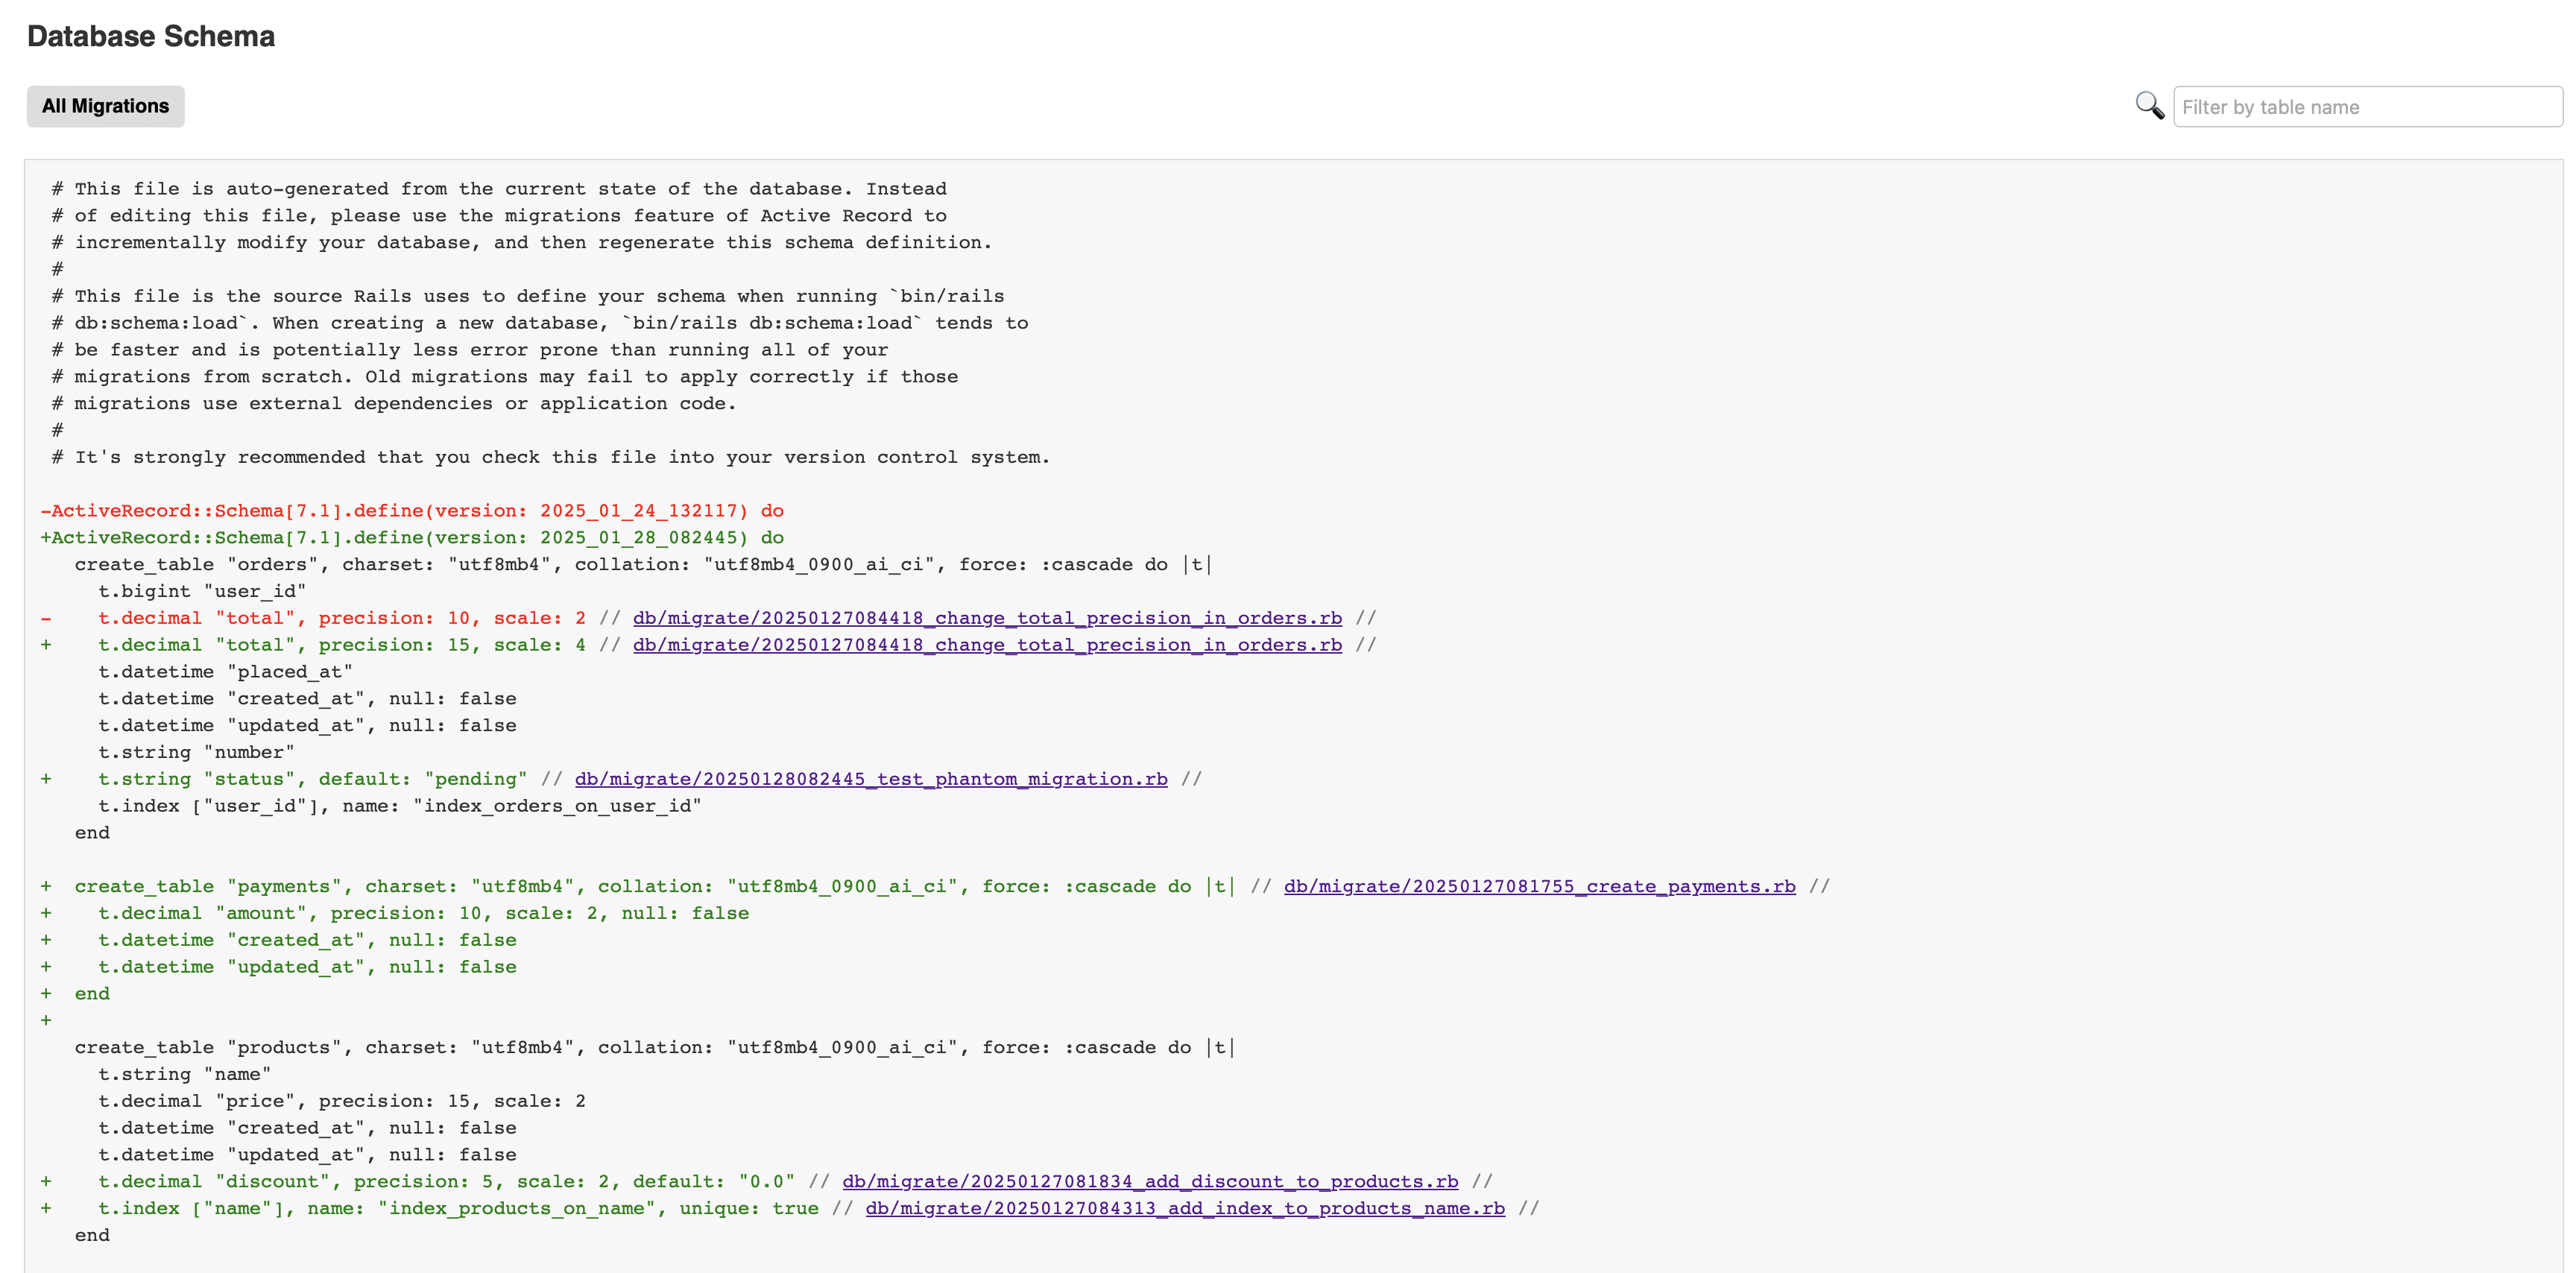 Database Schema
All Migrations
Filter by table name
# This file is auto-generated from the current state of the database. Instead
# of editing this file, please use the migrations feature of Active Record to
# incrementally modify your database, and then regenerate this schema definition.
#
# This file is the source Rails uses to define your schema when running `bin/rails
# db:schema:load`. When creating a new database, `bin/rails db:schema:load` tends to
# be faster and is potentially less error prone than running all of your
# migrations from scratch. Old migrations may fail to apply correctly if those
# migrations use external dependencies or application code.
#
# It's strongly recommended that you check this file into your version control system.
-ActiveRecord::Schema[7.1].define(version: 2025_01_24_132117) do
+ActiveRecord::Schema[7.1].define(version: 2025_01_28_082445) do
   create_table "orders", charset: "utf8mb4", collation: "utf8mb4_0900_ai_ci", force: :cascade do |t|
     t.bigint "user_id"
-    t.decimal "total", precision: 10, scale: 2 // db/migrate/20250127084418_change_total_precision_in_orders.rb //
+    t.decimal "total", precision: 15, scale: 4 // db/migrate/20250127084418_change_total_precision_in_orders.rb //
     t.datetime "placed_at"
     t.datetime "created_at", null: false
     t.datetime "updated_at", null: false
     t.string "number"
+    t.string "status", default: "pending" // db/migrate/20250128082445_test_phantom_migration.rb //
     t.index ["user_id"], name: "index_orders_on_user_id"
   end
+  create_table "payments", charset: "utf8mb4", collation: "utf8mb4_0900_ai_ci", force: :cascade do |t| // db/migrate/20250127081755_create_payments.rb //
+    t.decimal "amount", precision: 10, scale: 2, null: false
+    t.datetime "created_at", null: false
+    t.datetime "updated_at", null: false
+  end
+
   create_table "products", charset: "utf8mb4", collation: "utf8mb4_0900_ai_ci", force: :cascade do |t|
     t.string "name"
     t.decimal "price", precision: 15, scale: 2
     t.datetime "created_at", null: false
     t.datetime "updated_at", null: false
+    t.decimal "discount", precision: 5, scale: 2, default: "0.0" // db/migrate/20250127081834_add_discount_to_products.rb //
+    t.index ["name"], name: "index_products_on_name", unique: true // db/migrate/20250127084313_add_index_to_products_name.rb //
   end